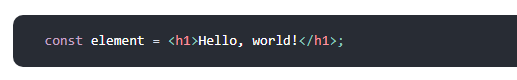 const element = <h1>Hello, world!</h1>;